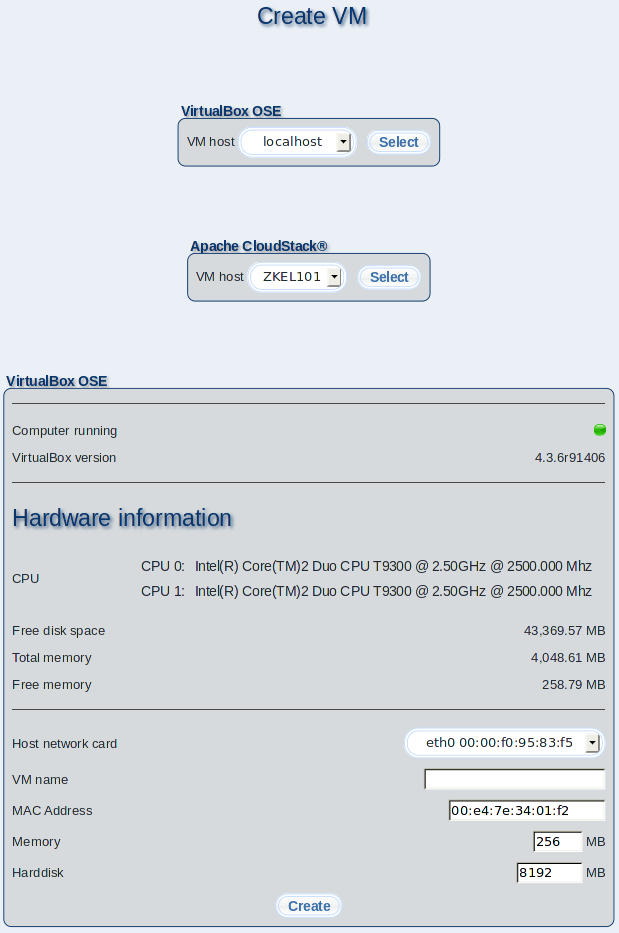 Create VM
VirtualBox OSE
VM host localhost Select
Apache CloudStack®
VM host ZKEL101 Select
VirtualBox OSE
Computer running
VirtualBox version 4.3.6r91406
Hardware information
CPU
CPU 0: Intel(R) Core(TM)2 Duo CPU T9300 @ 2.50GHz @ 2500.000 Mhz
CPU 1: Intel(R) Core(TM)2 Duo CPU T9300 @ 2.50GHz @ 2500.000 Mhz
Free disk space 43,369.57 MB
Total memory 4,048.61 MB
Free memory 258.79 MB
Host network card eth0 00:00:f0:95:83:f5
VM name
MAC Address 00:e4:7e:34:01:f2
Memory 256 MB
Harddisk 8192 MB
Create